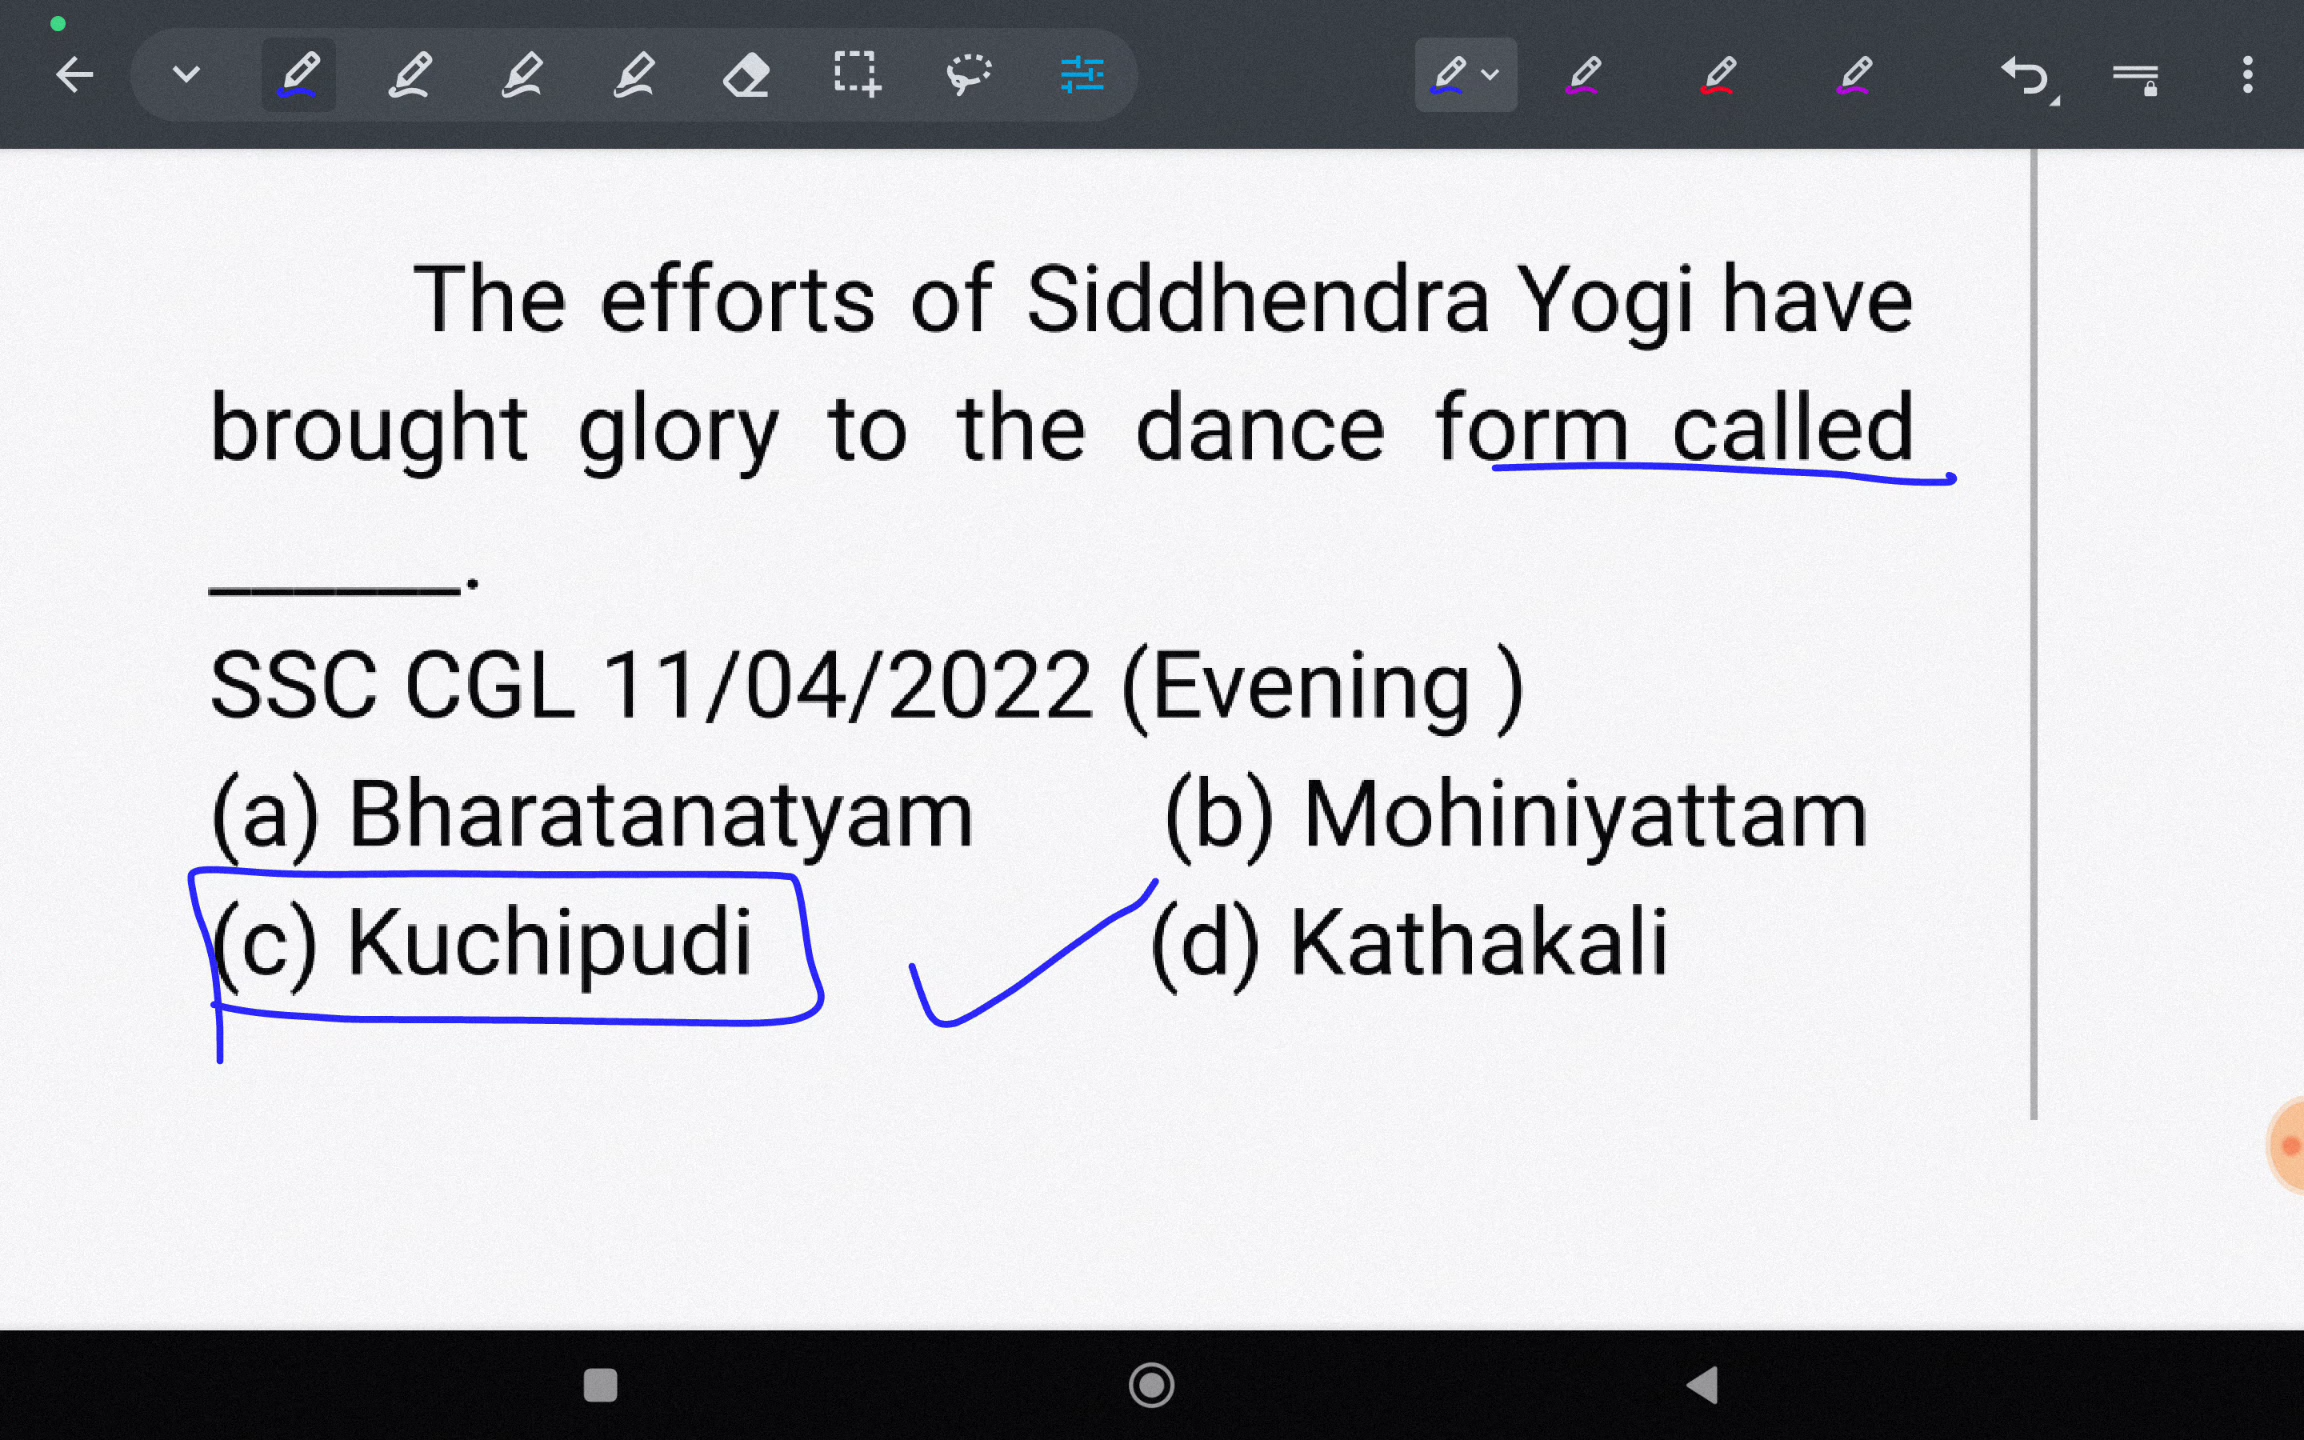 The efforts of Siddhendra Yogi have
brought glory to the dance form called
______.
SSC CGL 11/04/2022 (Evening )
(a) Bharatanatyam (b) Mohiniyattam
(c) Kuchipudi (d) Kathakali